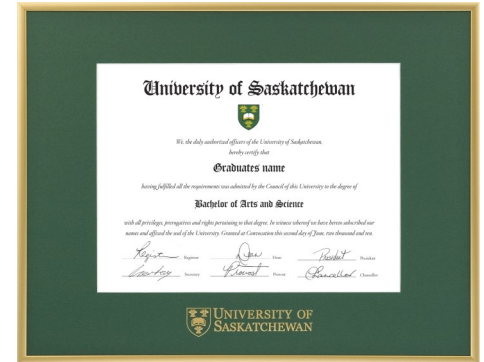 University of Saskatchewan
We, the duly authorized officers of the University of Saskatchewan,
hereby certify that
Graduates name
having fulfilled all the requirements was admitted by the Council of this University to the degree of
Bachelor of Arts and Science
with all privileges, prerogatives and rights pertaining to that degree. In witness whereof we have hereto subscribed our
names and affixed the seal of the University. Granted at Convocation this second day of June, two thousand and ten
Registrar Dean President President
Secretary Provost Provost Chancellor Chancellor
UNIVERSITY OF
SASKATCHEWAN